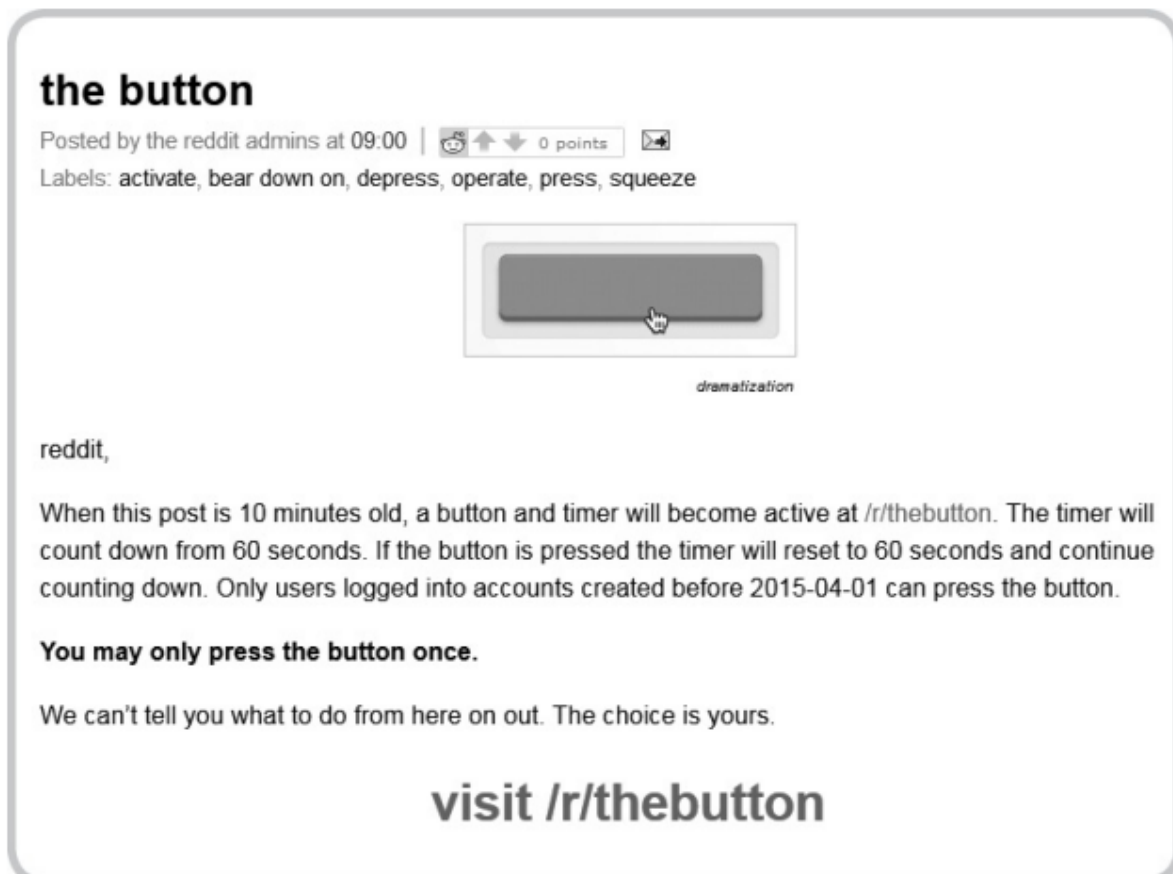 the button
Posted by the reddit admins at 09:00 | 0 points
Labels: activate, bear down on, depress, operate, press, squeeze
dramatization
reddit,
When this post is 10 minutes old, a button and timer will become active at /r/thebutton. The timer will
count down from 60 seconds. If the button is pressed the timer will reset to 60 seconds and continue
counting down. Only users logged into accounts created before 2015-04-01 can press the button.
You may only press the button once.
We can't tell you what to do from here on out. The choice is yours.
visit /r/thebutton